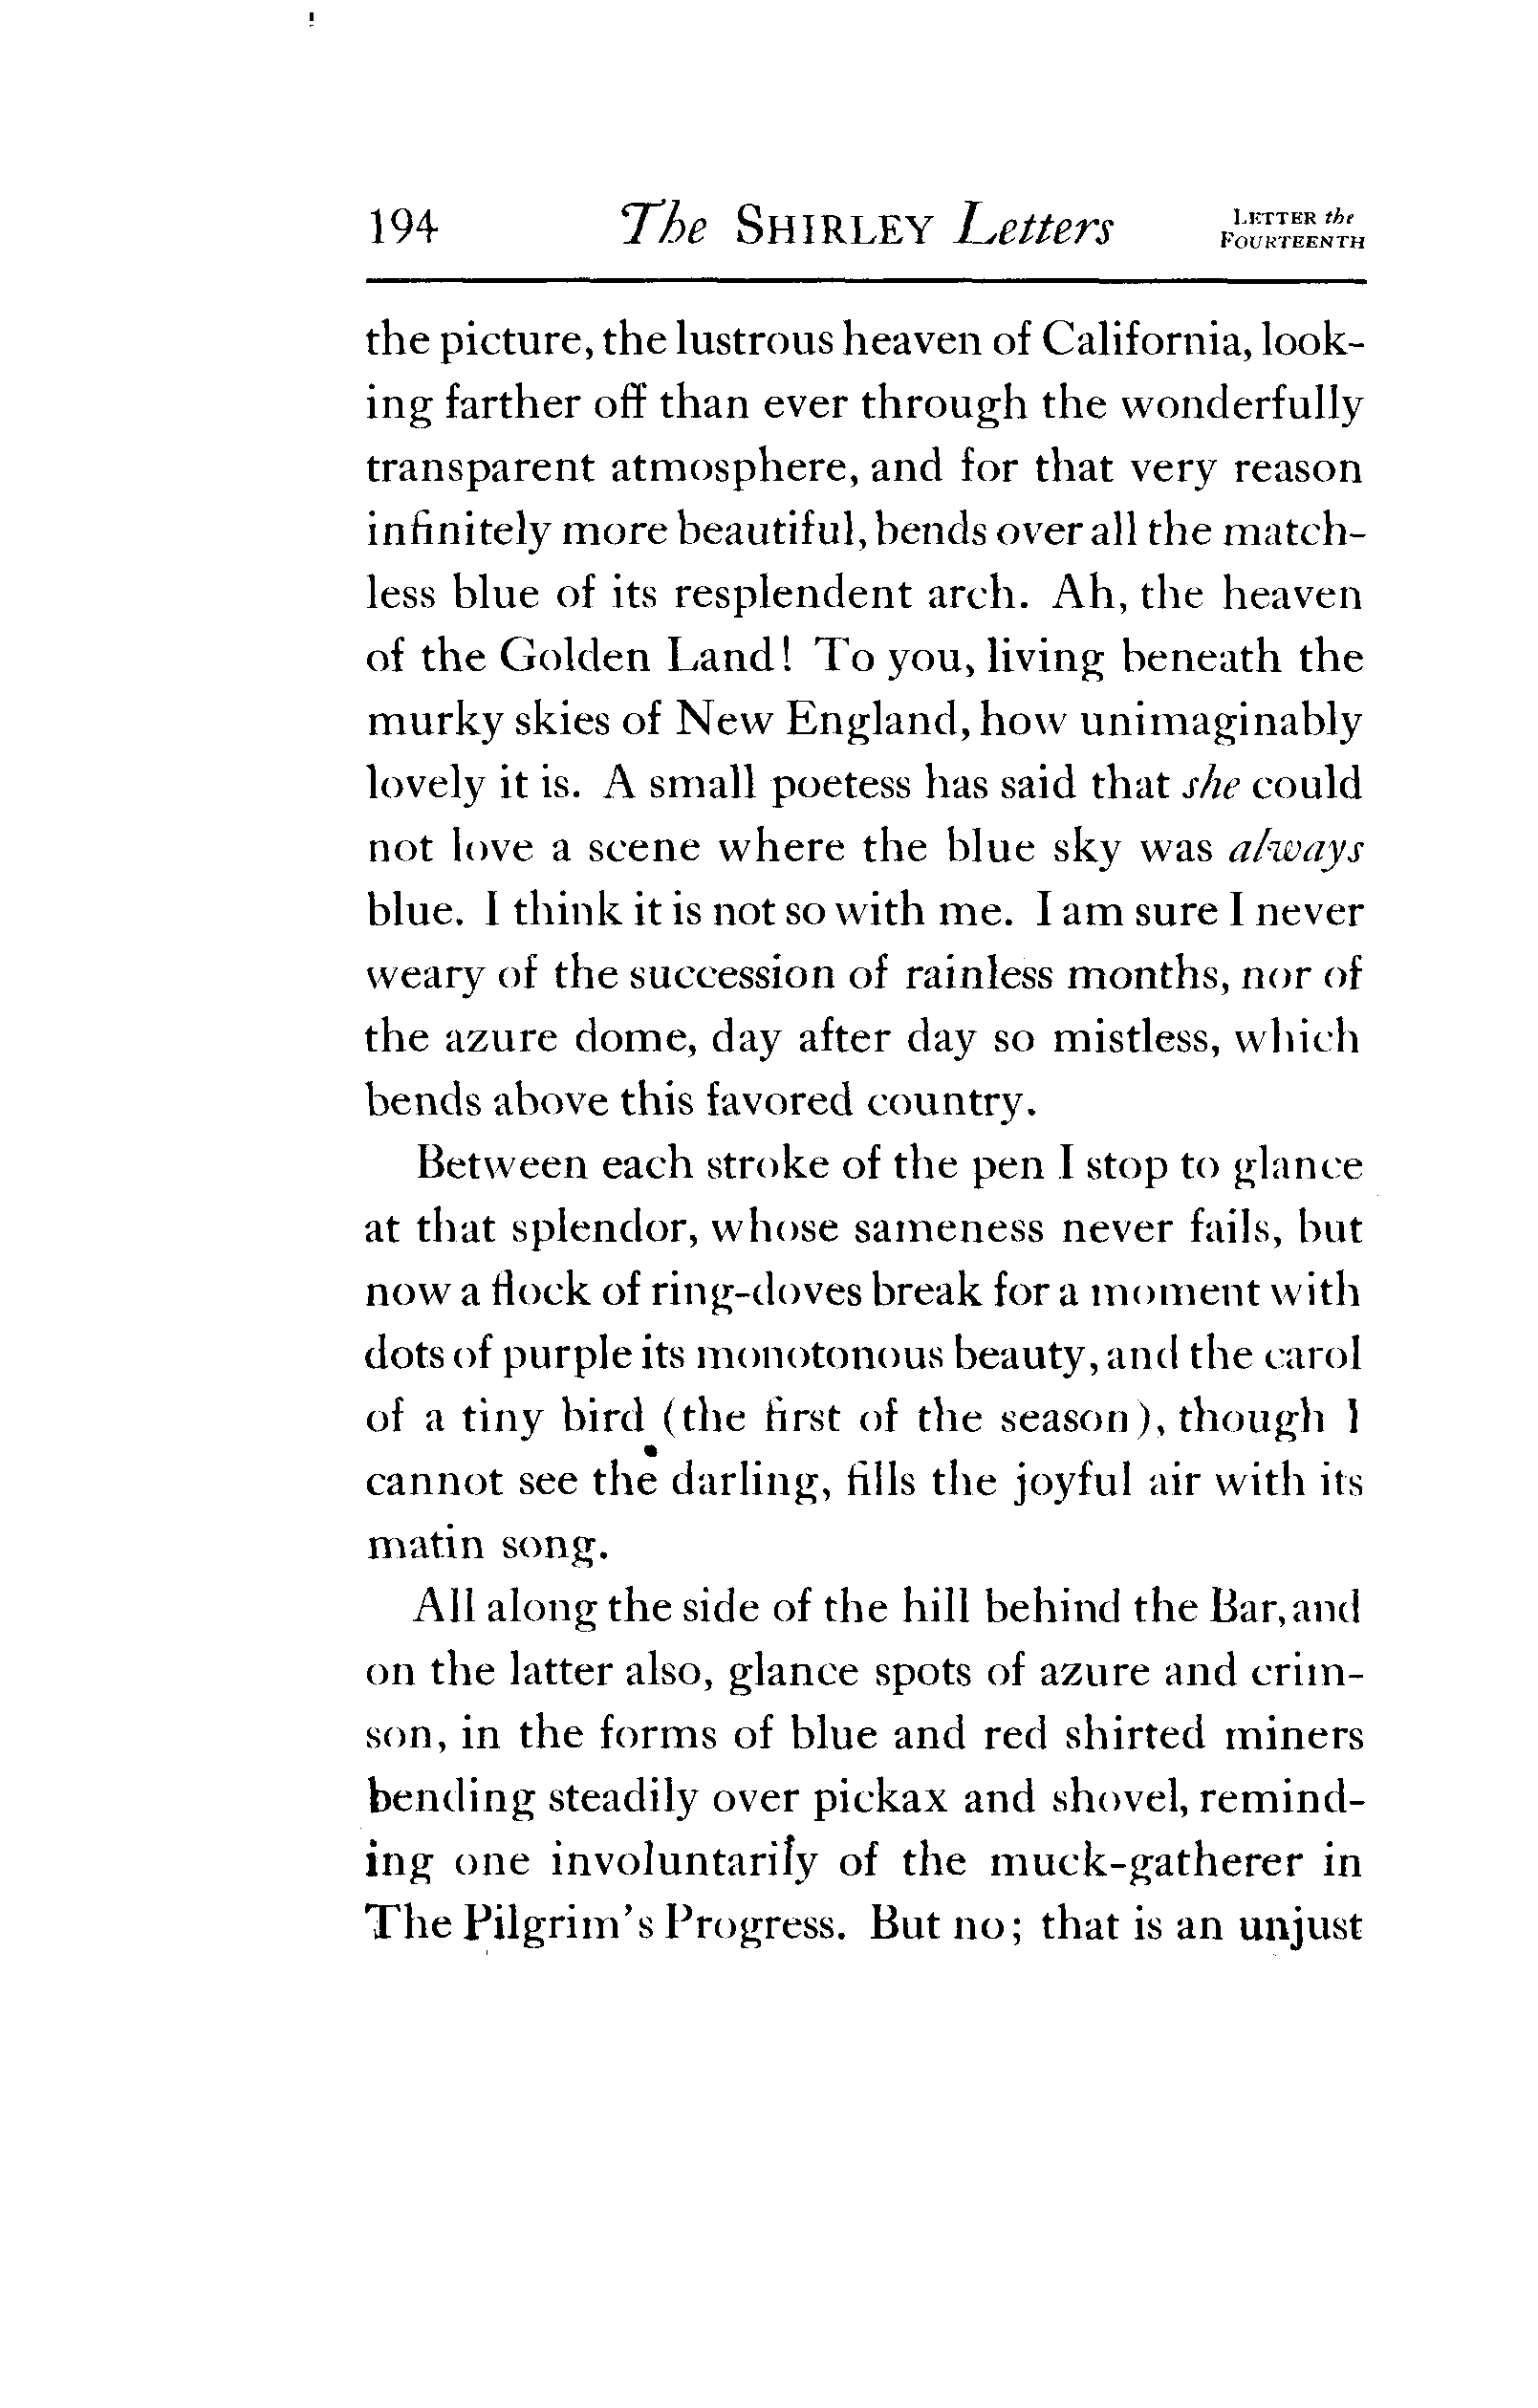 194 The SHIRLEY Letters LETTER the FOURTEENTH
the picture, the lustrous heaven of California, look-
ing farther off than ever through the wonderfully
transparent atmosphere, and for that very reason
infinitely more beautiful, bends over all the match-
less blue of its resplendent arch. Ah, the heaven
of the Golden Land! To you, living beneath the
murky skies of New England, how unimaginably
lovely it is. A small poetess has said that she could
not love a scene where the blue sky was always
blue. I think it is not so with me. I am sure I never
weary of the succession of rainless months, nor of
the azure dome, day after day so mistless, which
bends above this favored country.
Between each stroke of the pen I stop to glance
at that splendor, whose sameness never fails, but
now a flock of ring-doves break for a moment with
dots of purple its monotonous beauty, and the carol
of a tiny bird (the first of the season), though I
cannot see the darling, fills the joyful air with its
matin song.
All along the side of the hill behind the Bar, and
on the latter also, glance spots of azure and crim-
son, in the forms of blue and red shirted miners
bending steadily over pickax and shovel, remind-
ing one involuntarily of the muck-gatherer in
The Pilgrim's Progress. But no; that is an unjust